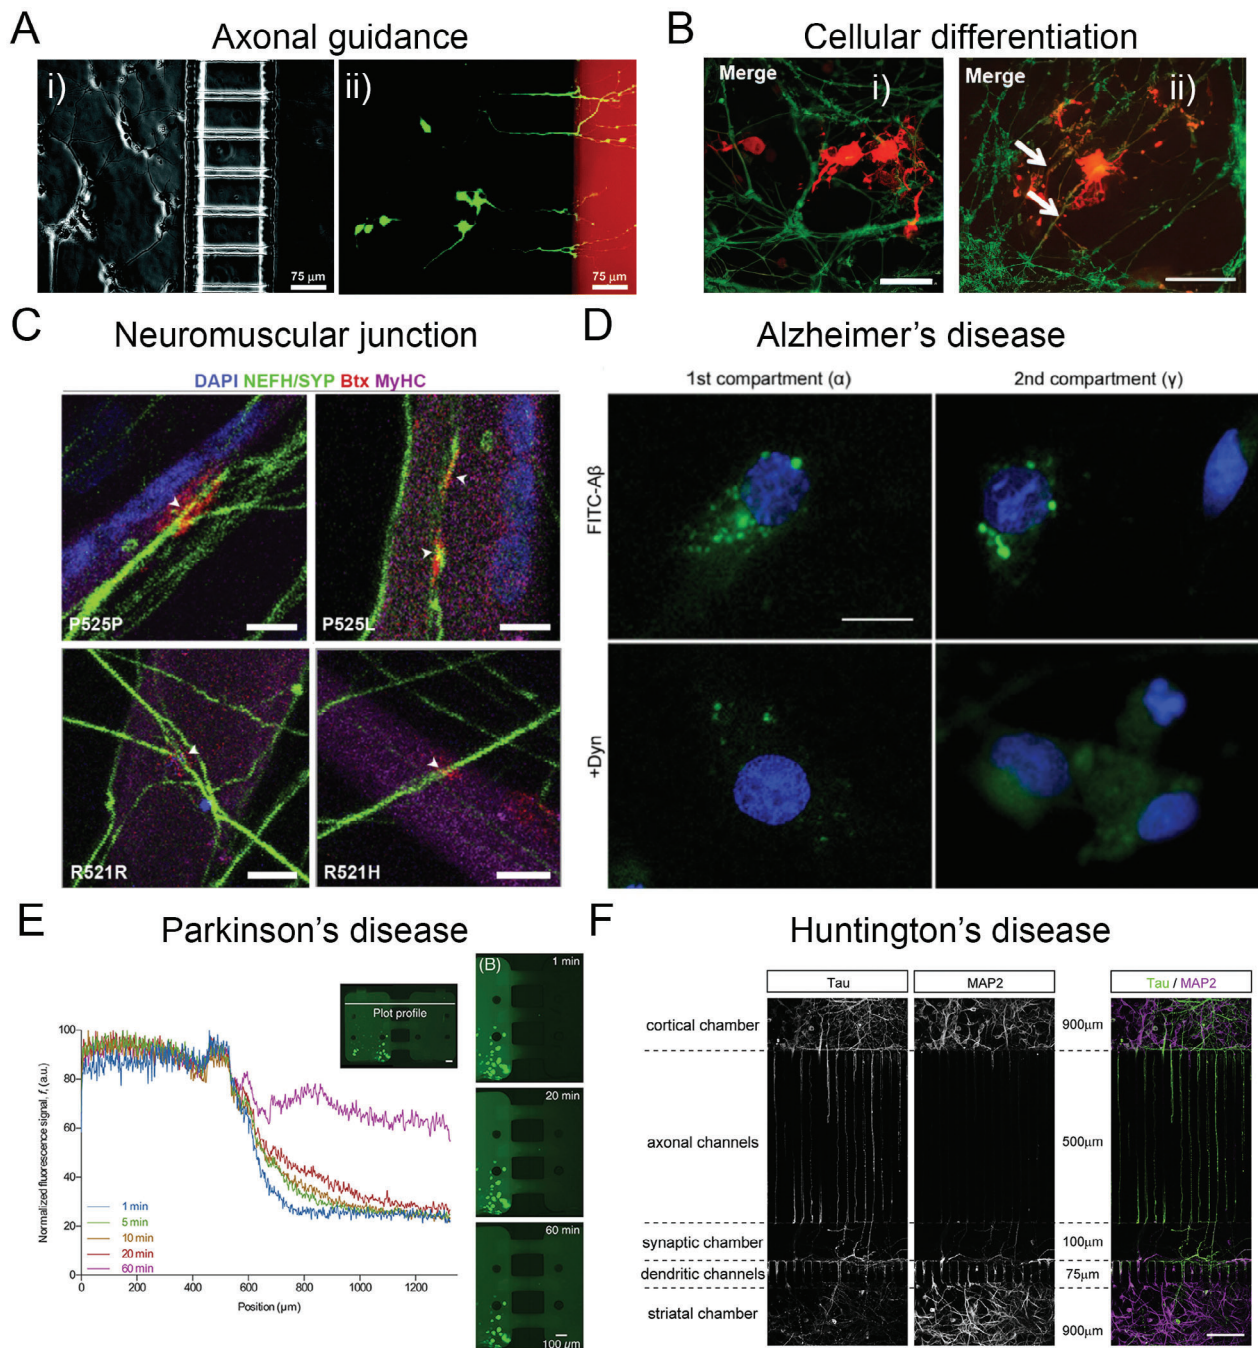 A
Axonal guidance
i)
75 µm
ii)
75 µm
B
Cellular differentiation
Merge
i)
Merge
ii)
C
Neuromuscular junction
DAPI NEFH/SYP Btx MyHC
P525P
P525L
R521R
R521H
D
Alzheimer's disease
1st compartment (α)
2nd compartment (γ)
FITC-Aβ
+Dyn
E
Parkinson's disease
Plot profile
Normalized fluorescence signal, f, (a.u.)
100
80
60
40
20
0
1 min
5 min
10 min
20 min
60 min
0
200
400
600
800
1000
1200
Position (µm)
(B)
1 min
20 min
60 min
100 µm
F
Huntington's disease
Tau
MAP2
Tau / MAP2
cortical chamber
900µm
axonal channels
500µm
synaptic chamber
100µm
dendritic channels
75µm
striatal chamber
900µm